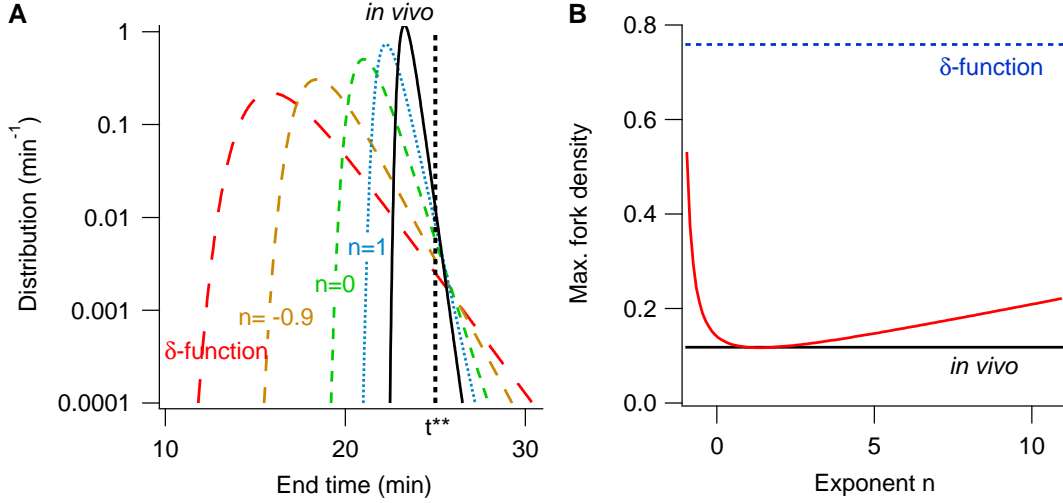 A
in vivo
1
0.1
0.01
0.001
0.0001
Distribution (min-1)
n=1
n=0
n= -0.9
δ-function
10
20
30
t**
End time (min)
B
0.8
0.6
0.4
0.2
0.0
Max. fork density
δ-function
in vivo
0
5
10
Exponent n